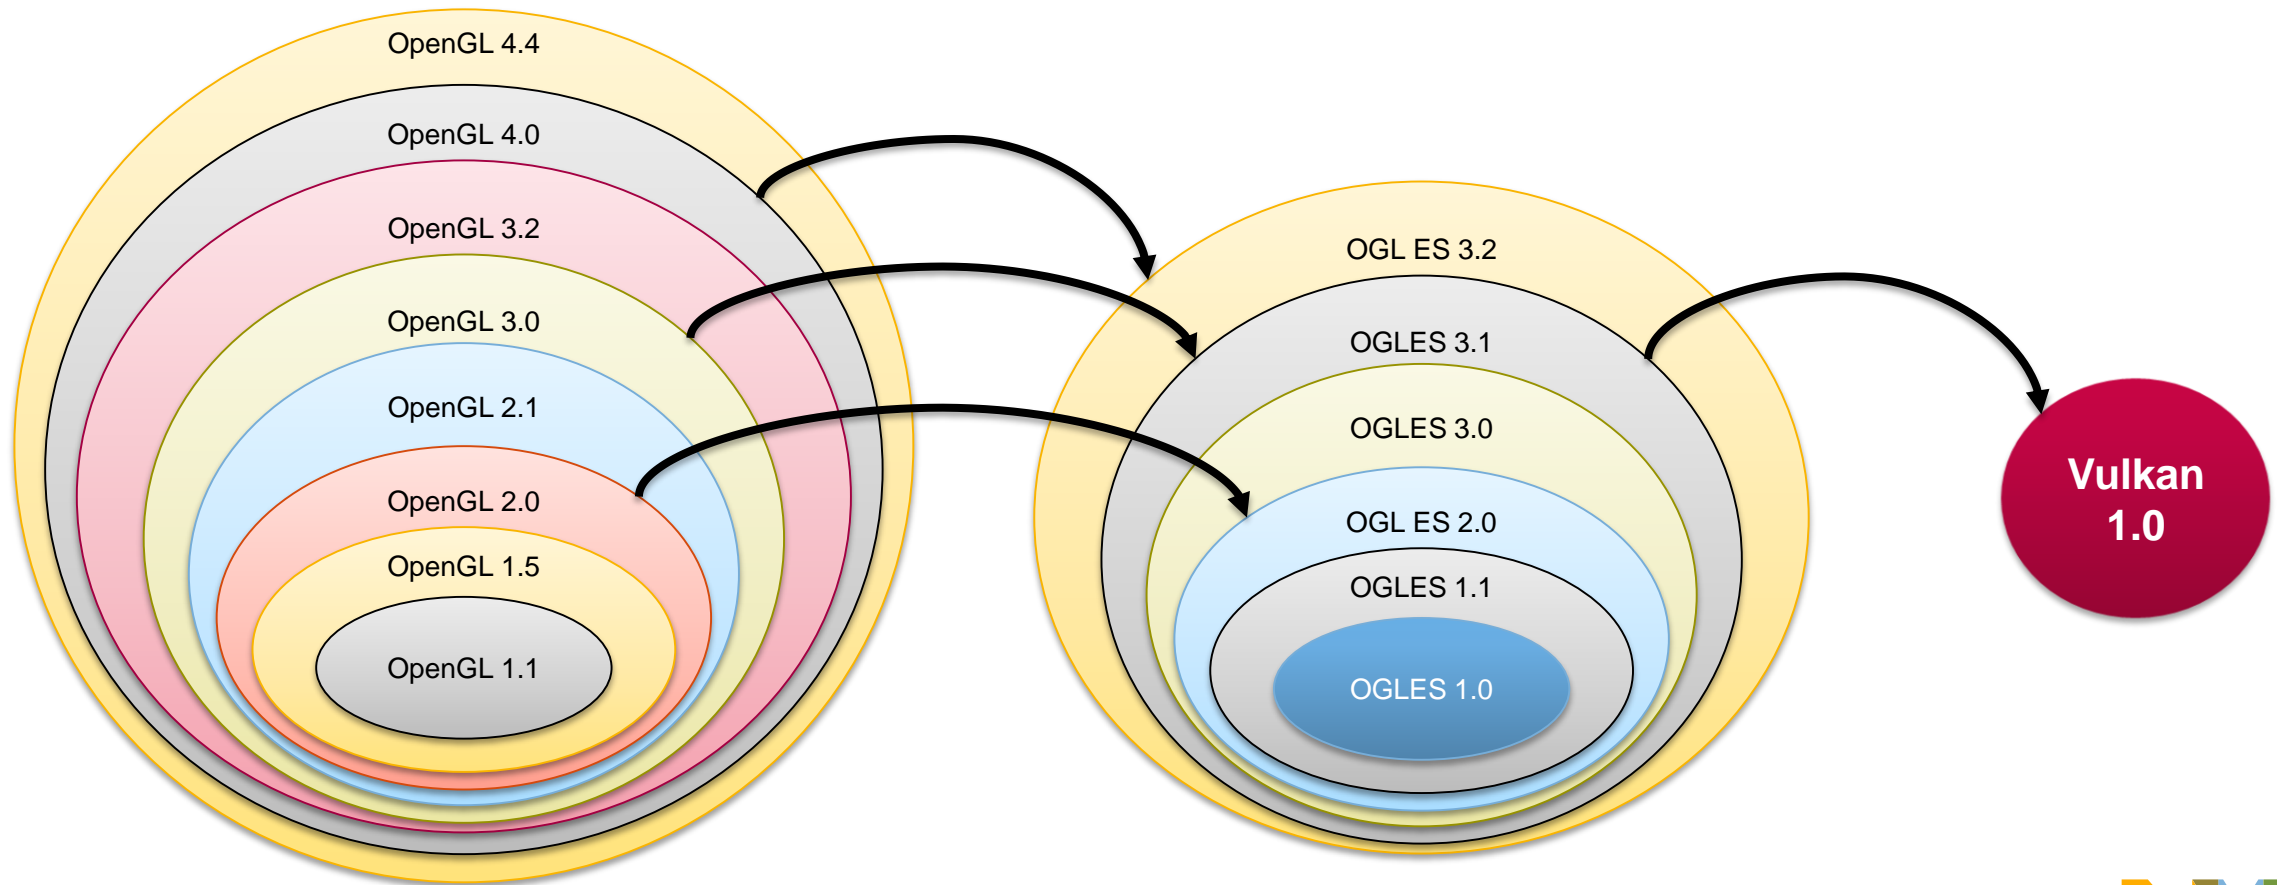 OpenGL 4.4
OpenGL 4.0
OpenGL 3.2
OpenGL 3.0
OpenGL 2.1
OpenGL 2.0
OpenGL 1.5
OpenGL 1.1
OGL ES 3.2
OGLES 3.1
OGLES 3.0
OGL ES 2.0
OGLES 1.1
OGLES 1.0
Vulkan
1.0